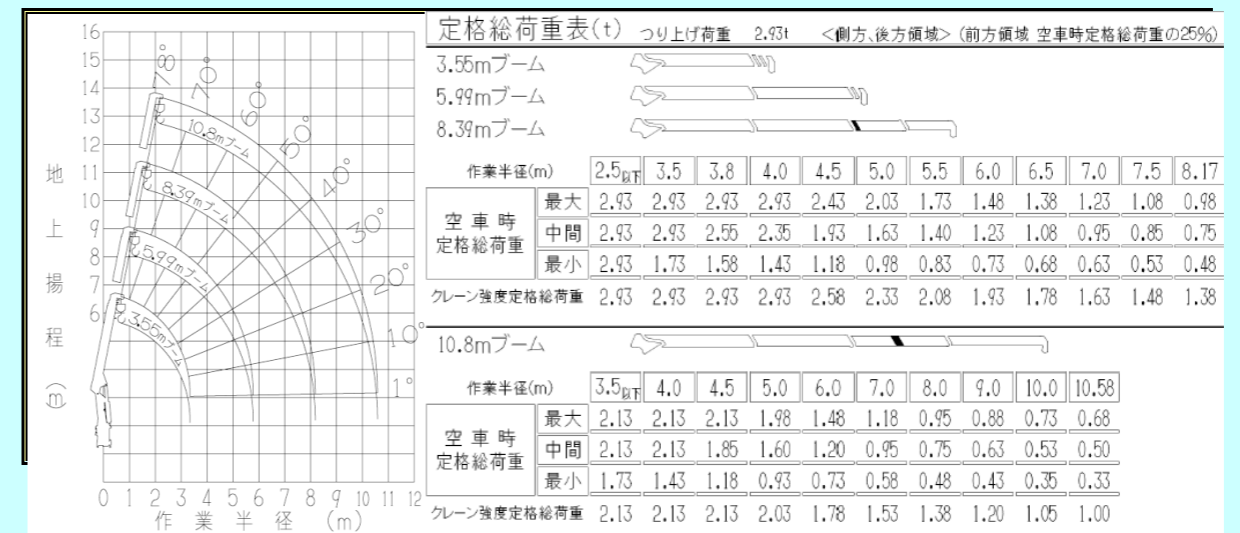 定格総荷重表(t) つり上げ荷重 2.93t <側方、後方領域> (前方領域 空車時定格総荷重の25%)
3.55mブーム
5.99mブーム
8.39mブーム
作業半径(m) 2.5以下 3.5 3.8 4.0 4.5 5.0 5.5 6.0 6.5 7.0 7.5 8.17
空車時定格総荷重
最大 2.93 2.93 2.93 2.93 2.43 2.03 1.73 1.48 1.38 1.23 1.08 0.98
中間 2.93 2.93 2.55 2.35 1.93 1.63 1.40 1.23 1.08 0.95 0.85 0.75
最小 2.93 1.73 1.58 1.43 1.18 0.98 0.83 0.73 0.68 0.63 0.53 0.48
クレーン強度定格総荷重 2.93 2.93 2.93 2.93 2.58 2.33 2.08 1.93 1.78 1.63 1.48 1.38
10.8mブーム
作業半径(m) 3.5以下 4.0 4.5 5.0 6.0 7.0 8.0 9.0 10.0 10.58
空車時定格総荷重
最大 2.13 2.13 2.13 1.98 1.48 1.18 0.95 0.88 0.73 0.68
中間 2.13 2.13 1.85 1.60 1.20 0.95 0.75 0.63 0.53 0.50
最小 1.73 1.43 1.18 0.93 0.73 0.58 0.48 0.43 0.35 0.33
クレーン強度定格総荷重 2.13 2.13 2.13 2.03 1.78 1.53 1.38 1.20 1.05 1.00
地上揚程(m)
16
15
14
13
12
11
10
9
8
7
6
78°
70°
60°
50°
40°
30°
20°
10°
1°
10.8mブーム
8.39mブーム
5.99mブーム
3.55mブーム
0 1 2 3 4 5 6 7 8 9 10 11 12
作業半径(m)